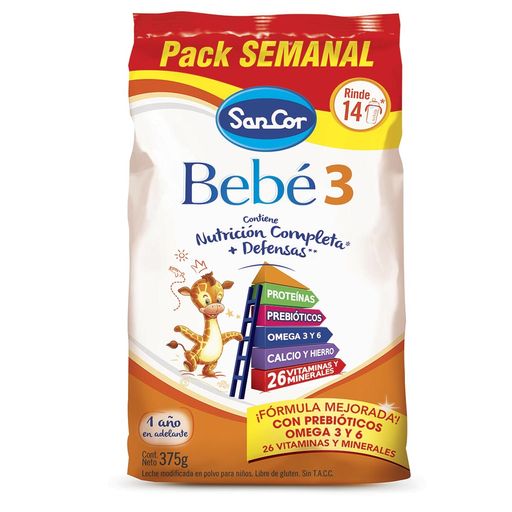 Pack SEMANAL
Rinde
14
SanCor
Bebé 3
Contiene
Nutrición Completa*
+ Defensas**
PROTEÍNAS
PREBIÓTICOS
OMEGA 3 Y 6
CALCIO Y HIERRO
26 VITAMINAS Y
MINERALES
¡FÓRMULA MEJORADA*!
CON PREBIÓTICOS
OMEGA 3 Y 6
26 VITAMINAS Y MINERALES
1 año
en adelante
Cont.
Neto 375g
Leche modificada en polvo para niños. Libre de gluten. Sin T.A.C.C.